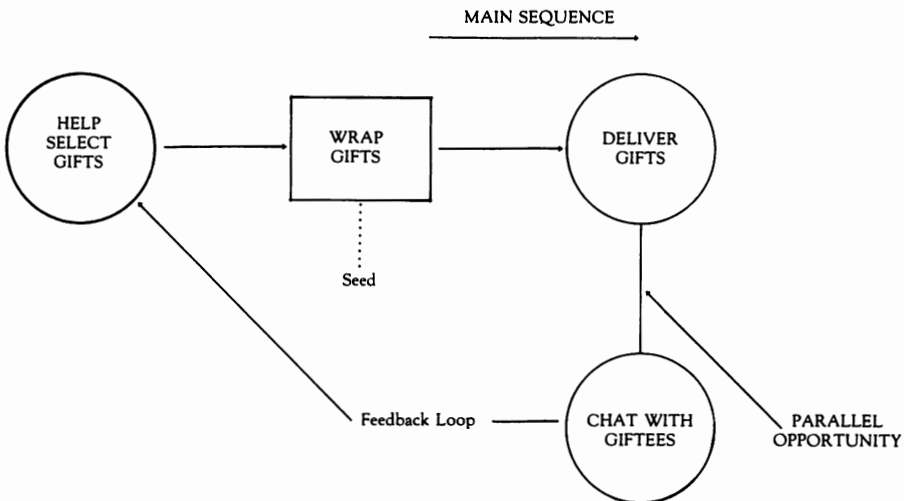 MAIN SEQUENCE
HELP
SELECT
GIFTS
WRAP
GIFTS
DELIVER
GIFTS
Seed
Feedback Loop
CHAT WITH
GIFTEES
PARALLEL
OPPORTUNITY